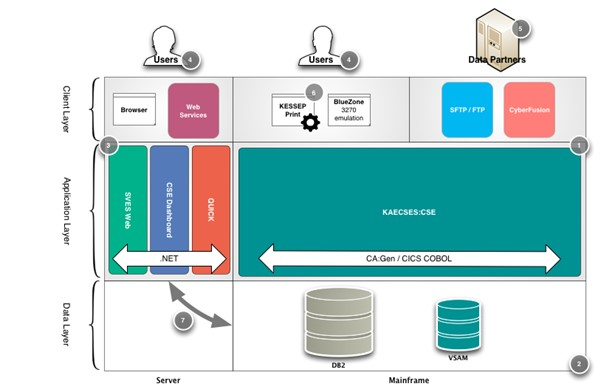 Users
4
Users
4
5
Data Partners
Client Layer
Browser
Web
Services
6
KESSEP
Print
BlueZone
3270
emulation
SFTP / FTP
CyberFusion
3
1
Application Layer
SVES Web
CSE Dashboard
QUICK
KAECSES:CSE
.NET
CA:Gen / CICS COBOL
Data Layer
7
DB2
VSAM
2
Server
Mainframe